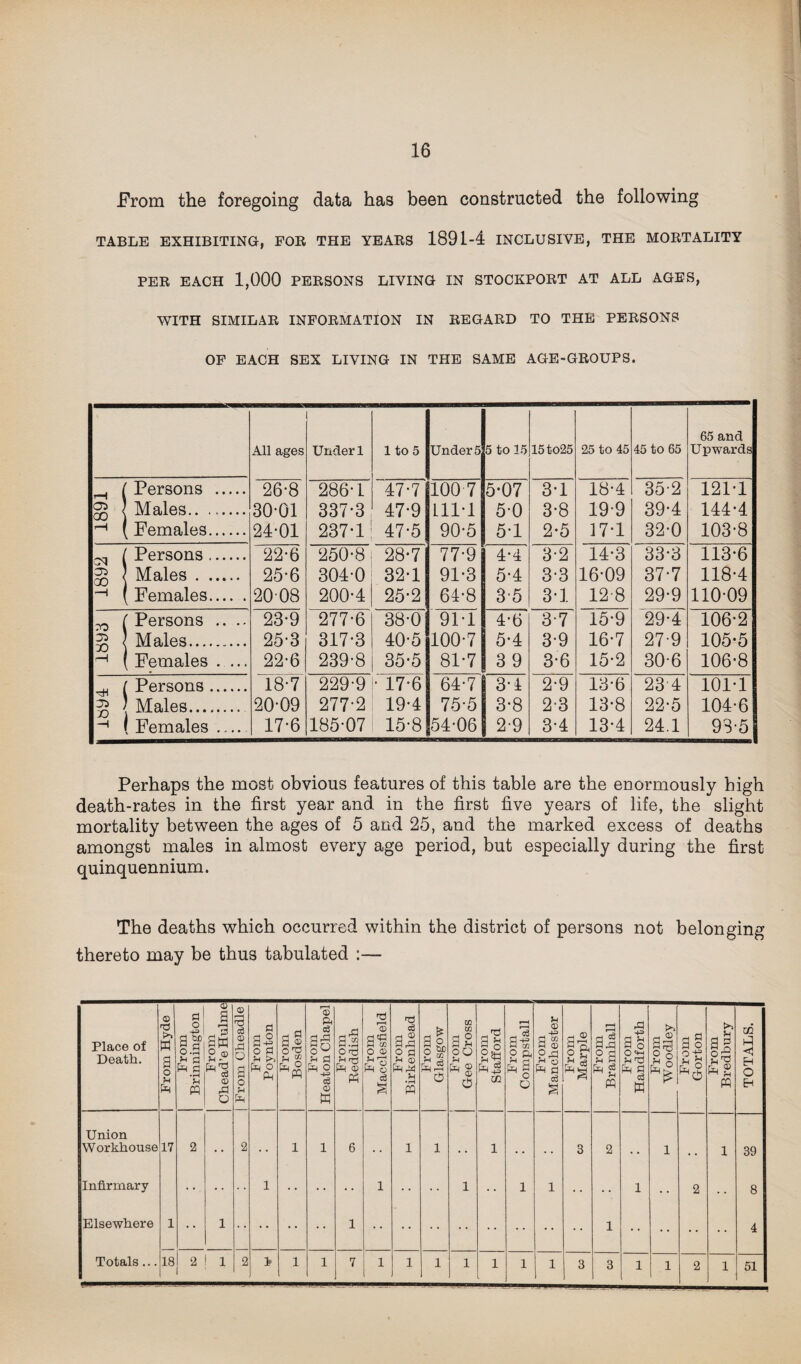 16
From the foregoing data has been constructed the following
TABLE EXHIBITING, FOR THE YEARS 1891-4 INCLUSIVE, THE MORTALITY
PER EACH 1,000 PERSONS LIVING IN STOCKPORT AT ALL AGES,
WITH SIMILAR INFORMATION IN REGARD TO THE PERSONS
OF EACH SEX LIVING IN THE SAME AGE-GROUPS.
All ages Under 1 1 to 5 Under 5 5 to 15 15 to 25 25 to 45 45 to 65 65 and Upwards
1891 Persons ..... 26·8 286·1 47·7 100 7 5·07 3·1 18·4 35·2 121·1
Males.. ...... 30·01 337·3 47·9 111·1 5·0 3·8 19·9 39·4 144·4
Females...... 24·01 237·1 47·5 90·5 5·1 2·5 17·1 32·0 103·8
1892 Persons...... 22·6 250·8 28·7 77·9 4·4 3·2 14·3 33·3 113·6
Males . ..... 25·6 304·0 32·1 91·3 5·4 3·3 16·09 37·7 118·4
Females.... . 20 08 200·4 25·2 64·8 3 5 3·1 12 8 29·9 110·09
1893 Persons .. .. 23·9 277·6 38·0 91·1 4·6 3 7 15·9 29·4 106·2
Males......... 25·3 317·3 40·5 100·7 5·4 3·9 16·7 27·9 105·5
Females . ... 22·6 239·8 35·5 81·7 3 9 3·6 15·2 30·6 106·8
1894 Persons...... 18·7 229·9 17·6 64·7 3·4 2·9 13·6 23 4 101·1
Males........ 20·09 277·2 19·4 75·5 3·8 2·3 13·8 22·5 104·6
Females .... 17·6 185·07 15·8 54·06 2·9 3·4 13·4 24.1 98·5
Perhaps the most obvious features of this table are the enormously high
death-rates in the first year and in the first five years of life, the slight
mortality between the ages of 5 and 25, and the marked excess of deaths
amongst males in almost every age period, but especially during the first
quinquennium.
The deaths which occurred within the district of persons not belonging
thereto may be thus tabulated :—
Place of Death. From Hyde From Brinnington From Cheadle Hulme From Cheadle From Poynton From Bosden From Heaton Chapel From Reddish From Macclesfield From Birkenhead From Glasgow From Gee Cross From Stafford From Compstall From Manchester From Marple From Bramhall From Handforth From Woodley From Gorton From Bredbury TOTALS.
Union
Workhouse 17 2 .. 2 .. 1 1 6 .. 1 1 .. 1 .. .. 3 2 .. 1 .. 1 39
Infirmary .. .. .. 1 .. .. .. 1 .. .. 1 .. 1 1 .. .. 1 .. 2 .. 8
Elsewhere 1 .. 1 .. .. .. .. 1 .. .. .. .. .. .. .. .. 1 .. .. .. .. 4
Totals ... 18 2 1 2 1 1 1 7 1 1 1 1 1 1 1 3 3 1 1 2 1 51